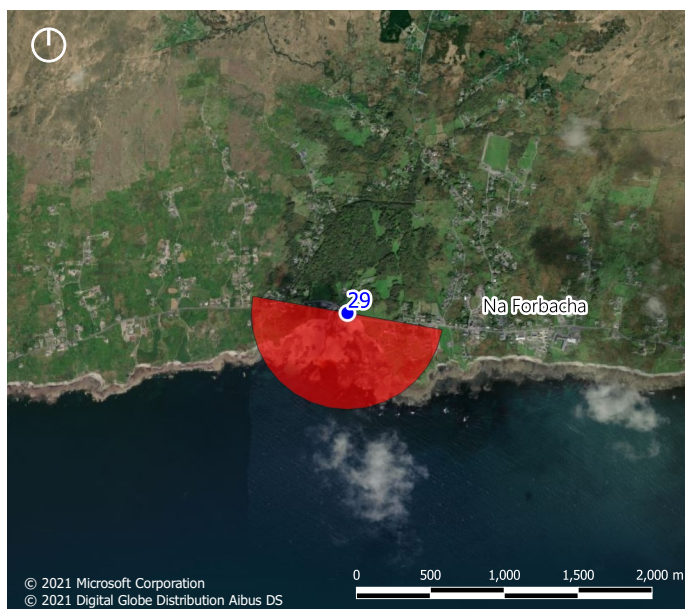 29
Na Forbacha
0 500 1,000 1,500 2,000 m
© 2021 Microsoft Corporation
© 2021 Digital Globe Distribution Aibus DS